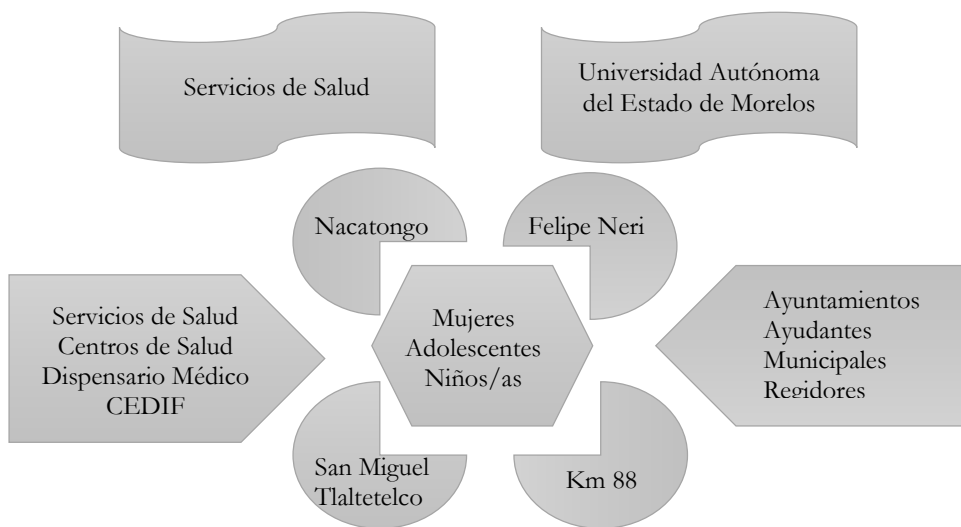 Servicios de Salud
Universidad Autónoma
del Estado de Morelos
Nacatongo
Felipe Neri
Servicios de Salud
Centros de Salud
Dispensario Médico
CEDIF
Mujeres
Adolescentes
Niños/as
Ayuntamientos
Ayudantes
Municipales
Regidores
San Miguel
Tlaltetelco
Km 88